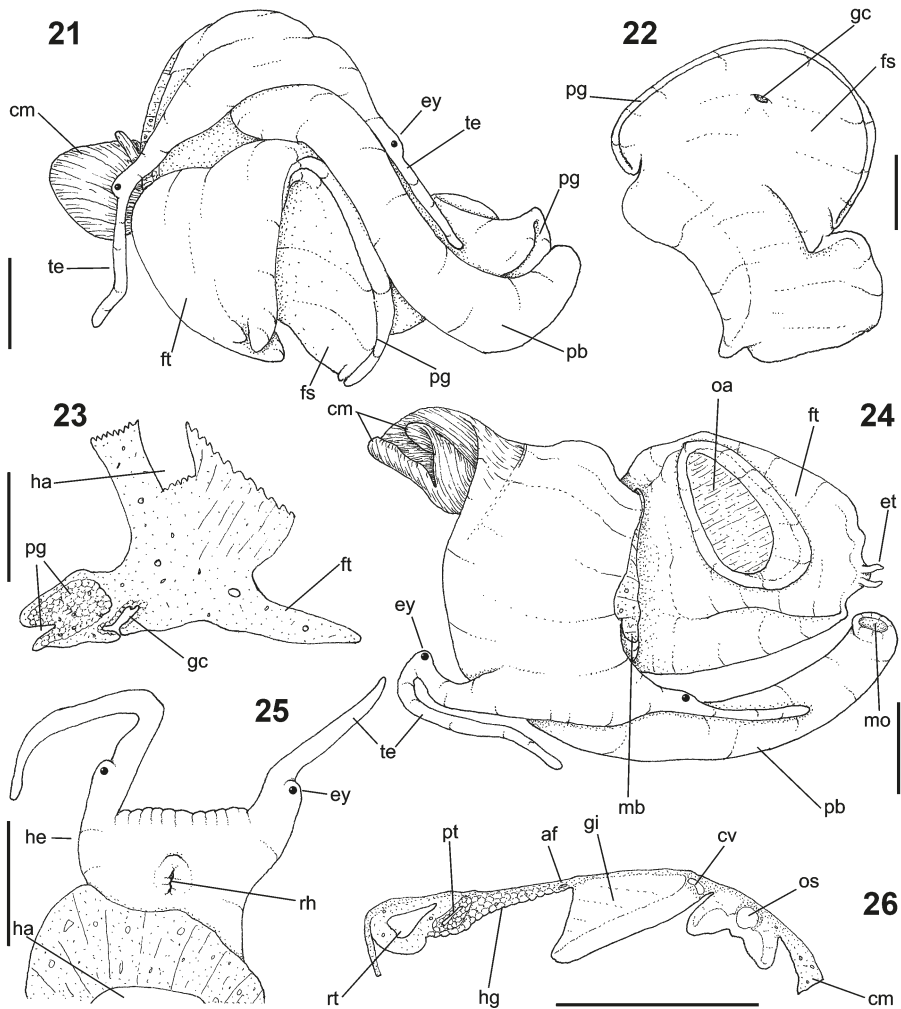 21
cm
te
ft
fs
pg
pb
pg
te
ey
22
gc
fs
pg
23
ha
pg
gc
ft
24
cm
oa
ft
et
ey
mo
mb
pb
25
te
ey
he
rh
ha
26
pt
af
gi
cv
os
rt
hg
cm